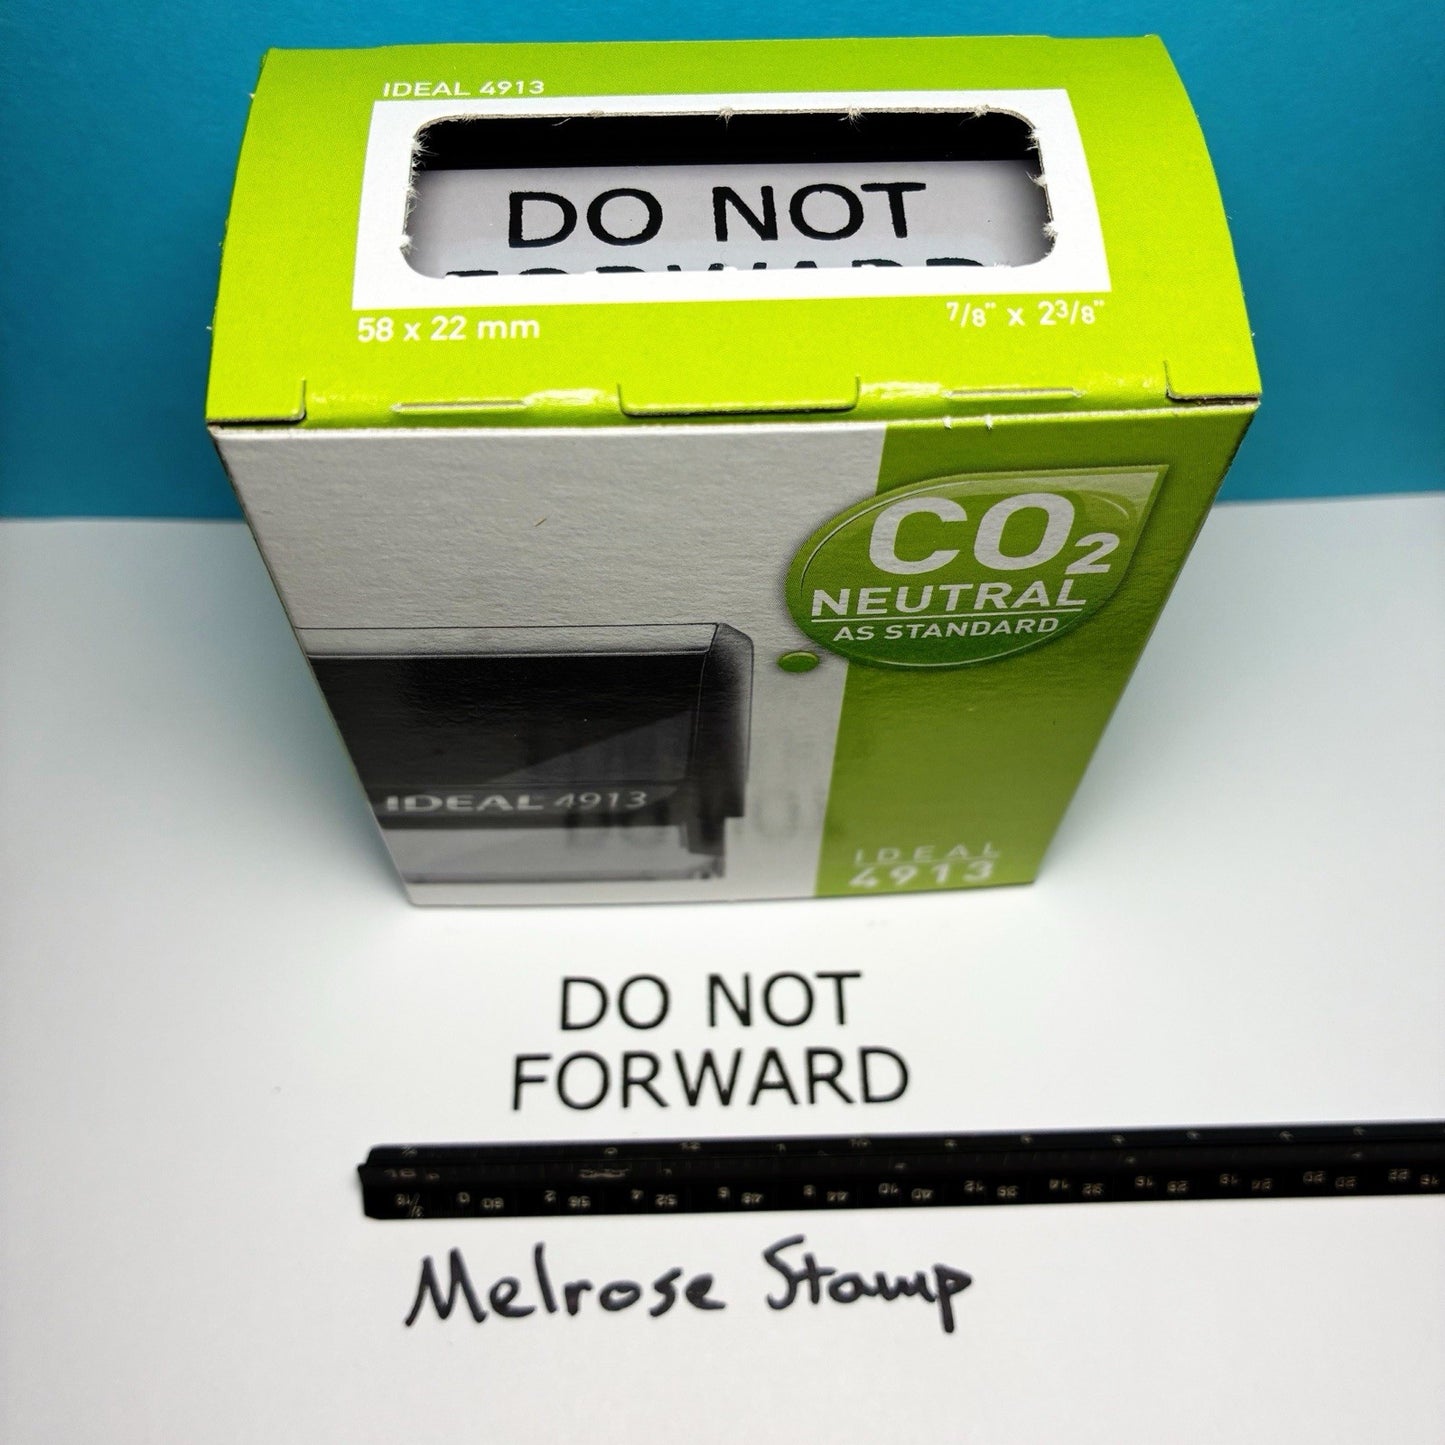 IDEAL 4913
DO NOT
FORWARD
58 x 22 mm
7/8" x 2 3/8"
CO2
NEUTRAL
AS STANDARD
IDEAL 4913
IDEAL
4913
DO NOT
FORWARD
Melrose Stamp